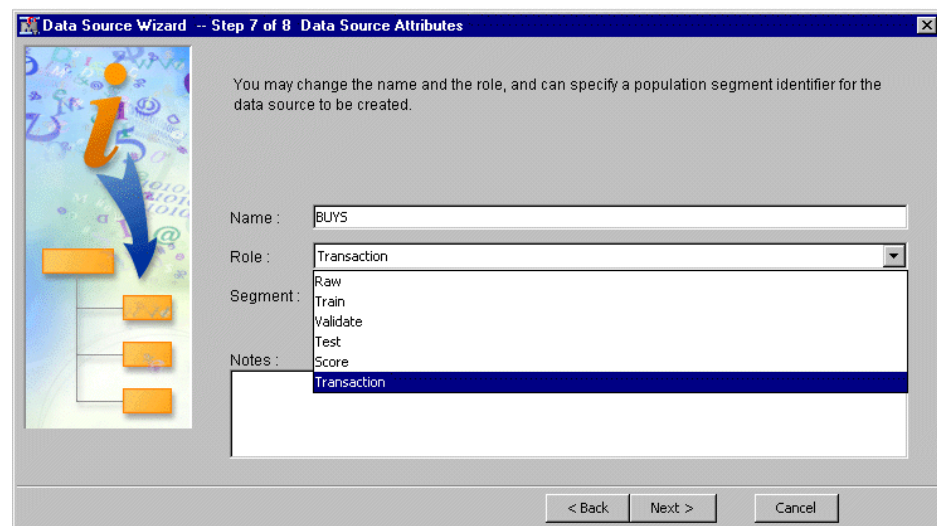 Data Source Wizard -- Step 7 of 8 Data Source Attributes
You may change the name and the role, and can specify a population segment identifier for the
data source to be created.
Name :
BUYS
Role :
Transaction
Raw
Segment :
Train
Validate
Test
Notes :
Score
Transaction
< Back
Next >
Cancel